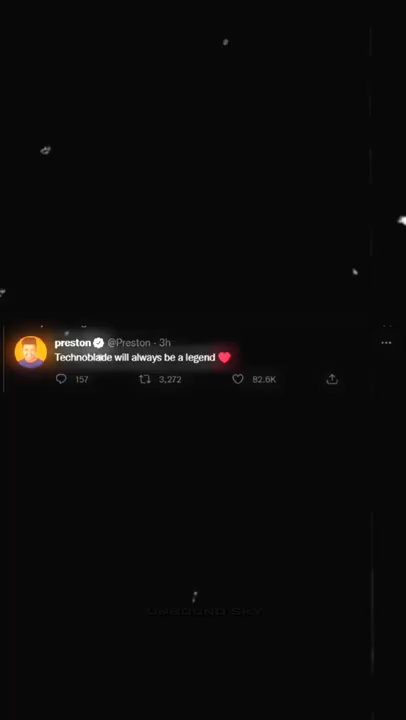 preston @Preston · 3h
Technoblade will always be a legend ❤️
157 3,272 82.6K